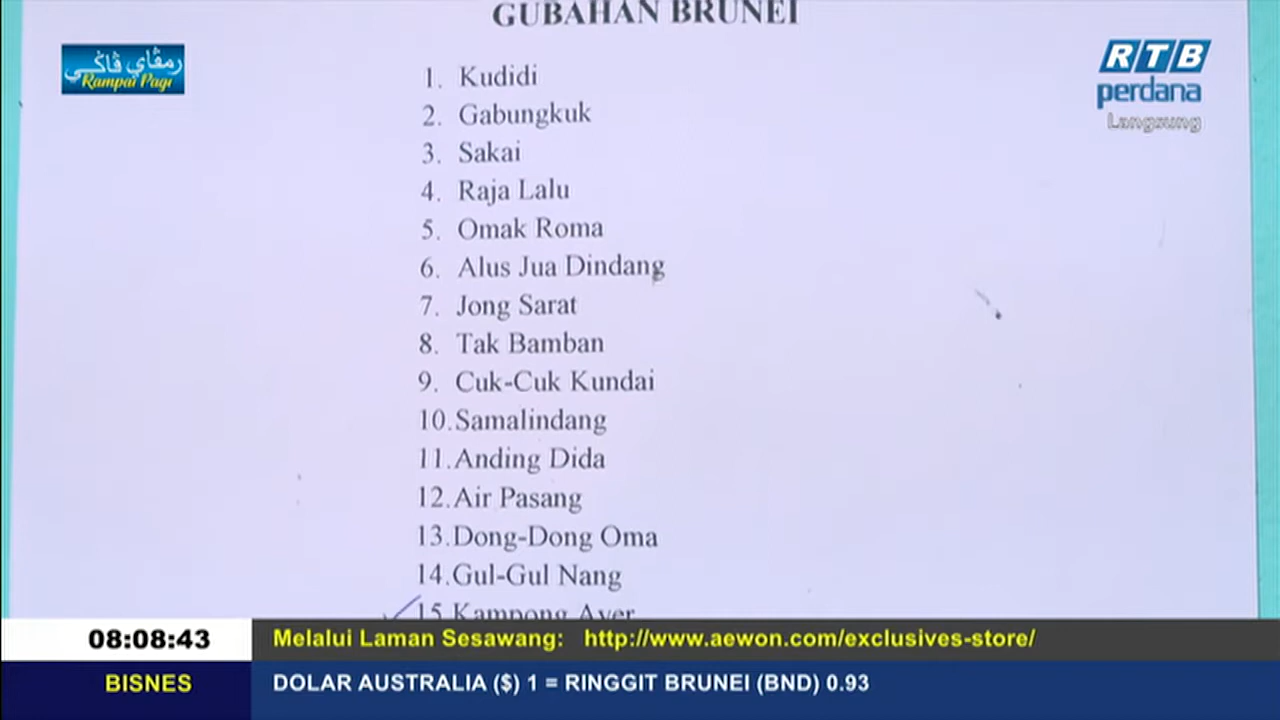 GUBAHAN BRUNEI
رمڤاي ڤاݢي
Rampai Pagi
RTB
perdana
Langsung
1. Kudidi
2. Gabungkuk
3. Sakai
4. Raja Lalu
5. Omak Roma
6. Alus Jua Dindang
7. Jong Sarat
8. Tak Bamban
9. Cuk-Cuk Kundai
10. Samalindang
11. Anding Dida
12. Air Pasang
13. Dong-Dong Oma
14. Gul-Gul Nang
15 Kampong Ayer
08:08:43 Melalui Laman Sesawang: http://www.aewon.com/exclusives-store/
BISNES DOLAR AUSTRALIA ($) 1 = RINGGIT BRUNEI (BND) 0.93